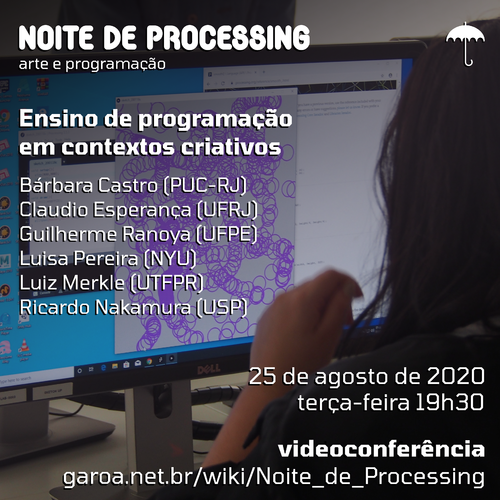 NOITE DE PROCESSING
arte e programação
Ensino de programação
em contextos criativos
Bárbara Castro (PUC-RJ)
Claudio Esperança (UFRJ)
Guilherme Ranoya (UFPE)
Luisa Pereira (NYU)
Luiz Merkle (UTFPR)
Ricardo Nakamura (USP)
DELL
25 de agosto de 2020
terça-feira 19h30
videoconferência
garoa.net.br/wiki/Noite_de_Processing